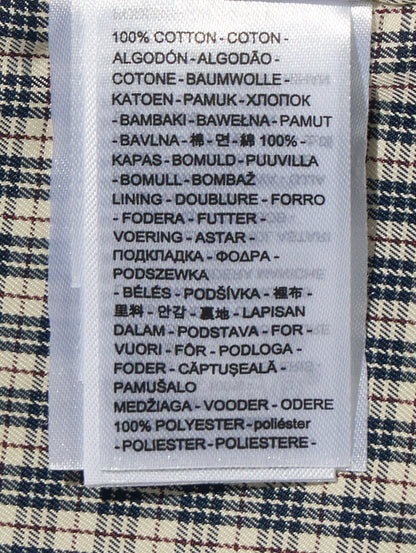 100% COTTON - COTON -
ALGODÓN - ALGODÃO -
COTONE - BAUMWOLLE -
KATOEN - PAMUK - ХЛОПОК
- BAMBAKI - BAWEŁNA - PAMUT
- BAVLNA - 棉 - 면 - 綿 100% -
KAPAS - BOMULD - PUUVILLA
- BOMULL - BOMBAŽ
LINING - DOUBLURE - FORRO
- FODERA - FUTTER -
VOERING - ASTAR -
ПОДКЛАДКА - ФОДРА -
PODSZEWKA
- BÉLÉS - PODŠÍVKA - 裡布 -
里料 - 안감 - 裏地 - LAPISAN
DALAM - PODSTAVA - FOR -
VUORI - FÔR - PODLOGA -
FODER - CĂPTUȘEALĂ -
PAMUŠALO
MEDŽIAGA - VOODER - ODERE
100% POLYESTER - poliéster
- POLIESTER - POLIESTERE -